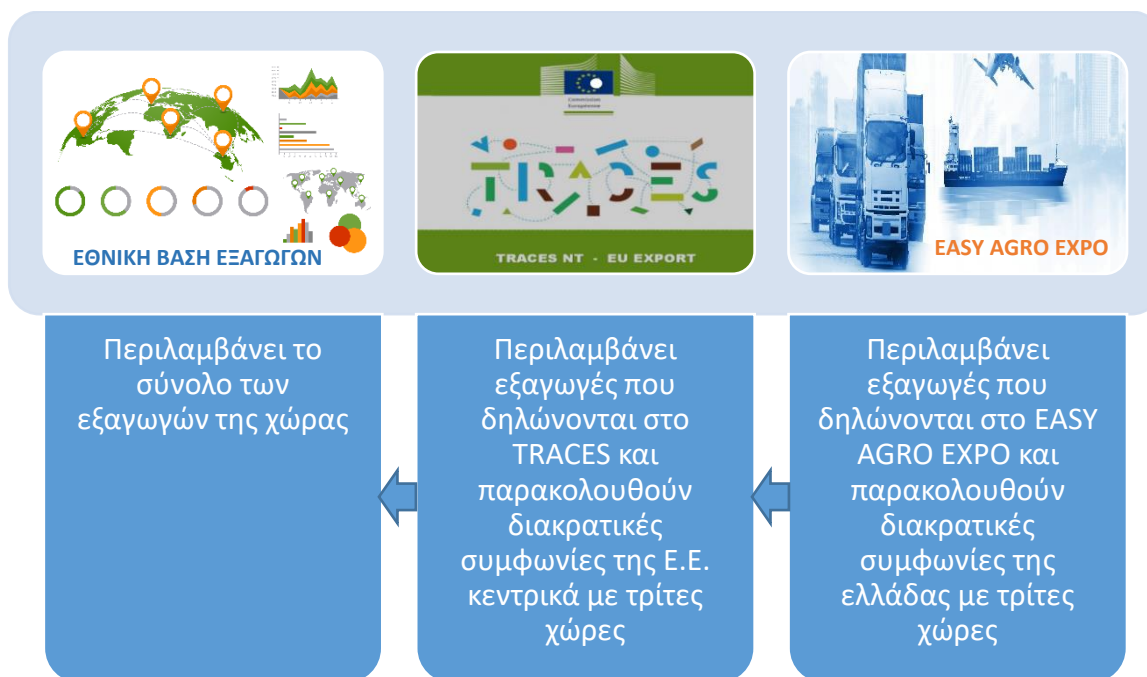 Commission
Européenne
TRACES
ΕΘΝΙΚΗ ΒΑΣΗ ΕΞΑΓΩΓΩΝ
TRACES NT - EU EXPORT
EASY AGRO EXPO
Περιλαμβάνει το
σύνολο των
εξαγωγών της χώρας
Περιλαμβάνει
εξαγωγές που
δηλώνονται στο
TRACES και
παρακολουθούν
διακρατικές
συμφωνίες της Ε.Ε.
κεντρικά με τρίτες
χώρες
Περιλαμβάνει
εξαγωγές που
δηλώνονται στο EASY
AGRO EXPO και
παρακολουθούν
διακρατικές
συμφωνίες της
ελλάδας με τρίτες
χώρες